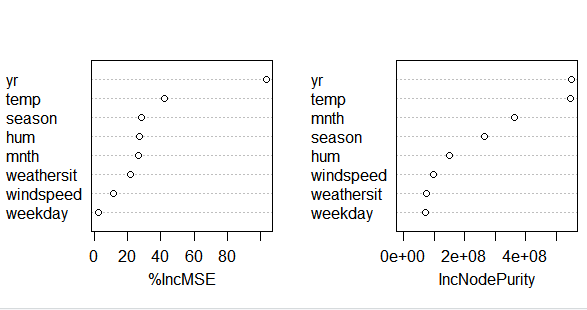 yr
temp
season
hum
mnth
weathersit
windspeed
weekday
0 20 40 60 80
%IncMSE
yr
temp
mnth
season
hum
windspeed
weathersit
weekday
0e+00 2e+08 4e+08
IncNodePurity